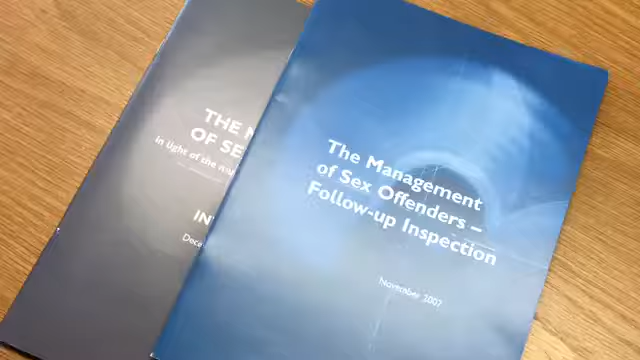 THE
OF SE
in light of the
IN
Dece
The Management
of Sex Offenders –
Follow-up Inspection
November 2007